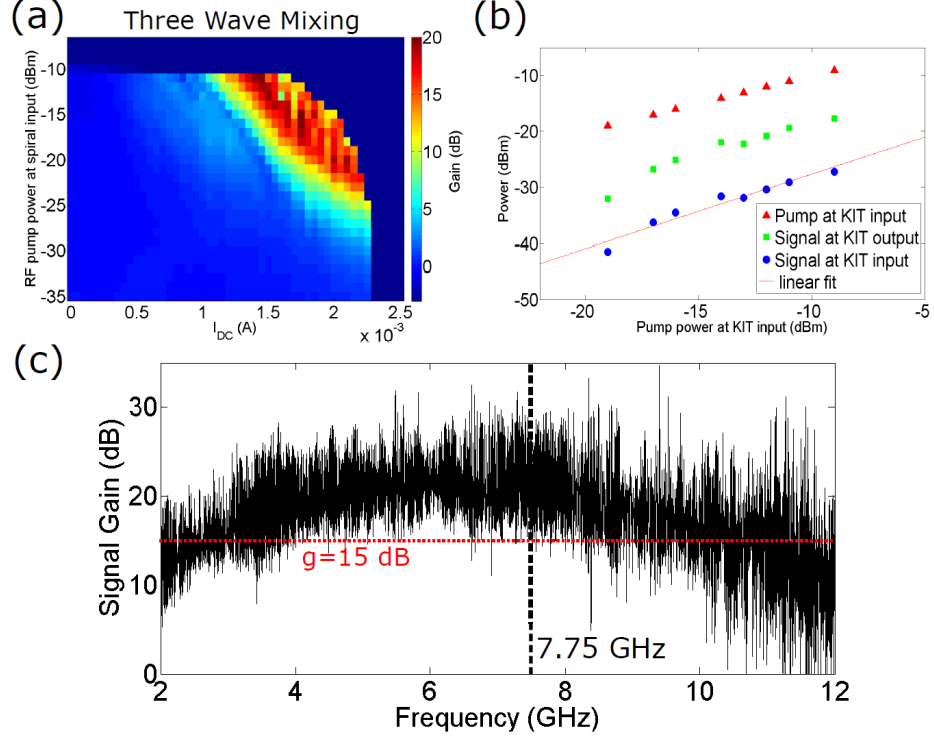 (a)
Three Wave Mixing
RF pump power at spiral input (dBm)
-10
-15
-20
-25
-30
-35
0
0.5
1
1.5
2
2.5
x 10⁻³
I_DC (A)
20
15
10
5
0
Gain (dB)
(b)
Power (dBm)
-10
-20
-30
-40
-50
-20
-15
-10
-5
Pump power at KIT input (dBm)
Pump at KIT input
Signal at KIT output
Signal at KIT input
linear fit
(c)
Signal Gain (dB)
30
20
10
0
g=15 dB
7.75 GHz
2
4
6
8
10
12
Frequency (GHz)